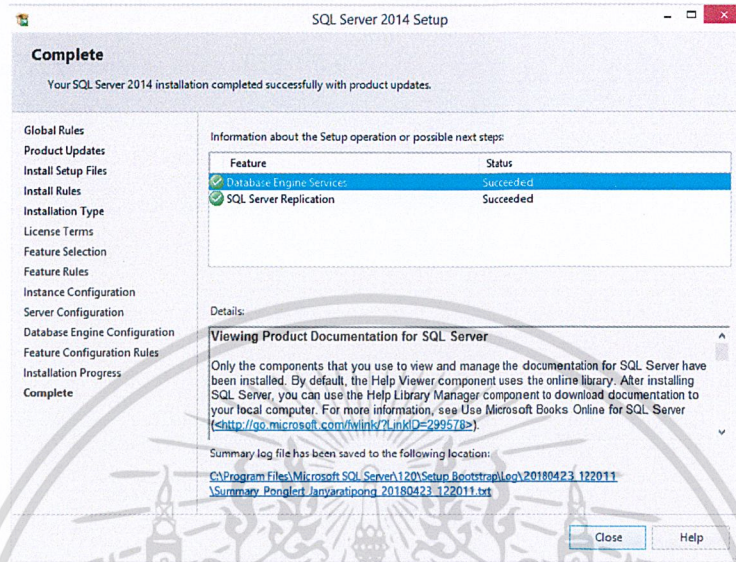 SQL Server 2014 Setup
Complete
Your SQL Server 2014 installation completed successfully with product updates.
Global Rules
Product Updates
Install Setup Files
Install Rules
Installation Type
License Terms
Feature Selection
Feature Rules
Instance Configuration
Server Configuration
Database Engine Configuration
Feature Configuration Rules
Installation Progress
Complete
Information about the Setup operation or possible next steps:
Feature Status
Database Engine Services Succeeded
SQL Server Replication Succeeded
Details:
Viewing Product Documentation for SQL Server
Only the components that you use to view and manage the documentation for SQL Server have
been installed. By default, the Help Viewer component uses the online library. After installing
SQL Server, you can use the Help Library Manager component to download documentation to
your local computer. For more information, see Use Microsoft Books Online for SQL Server
(<http://go.microsoft.com/fwlink/?LinkID=299578>).
Summary log file has been saved to the following location:
C:\Program Files\Microsoft SQL Server\120\Setup Bootstrap\Log\20180423_122011
\Summary_Ponglert_Janyaratipong_20180423_122011.txt
Close Help